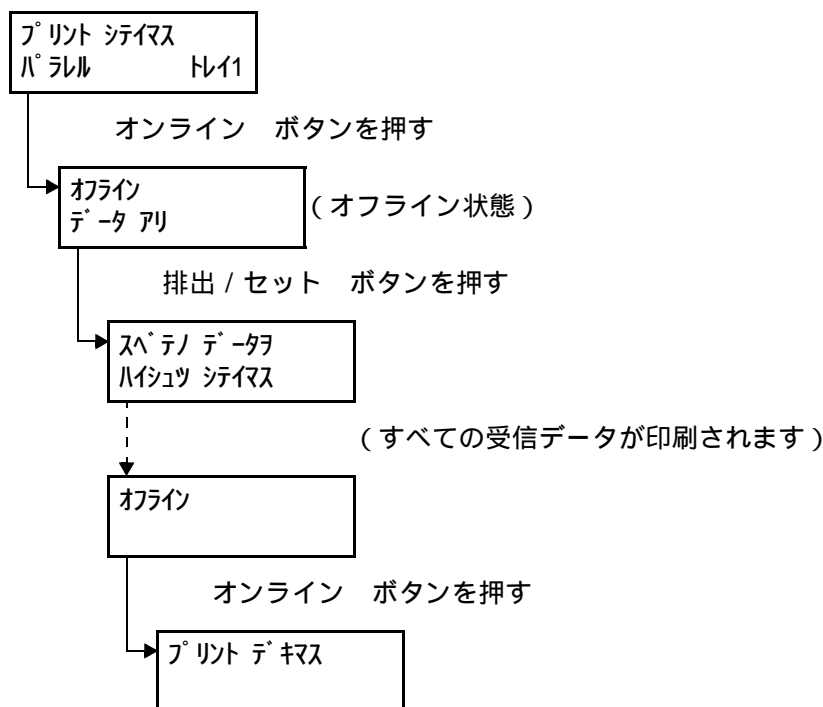 ﾌﾟﾘﾝﾄ ｼﾃｲﾏｽ
ﾊﾟﾗﾚﾙ ﾄﾚｲ1
オンライン　ボタンを押す
ｵﾌﾗｲﾝ
ﾃﾞｰﾀ ｱﾘ
（オフライン状態）
排出 / セット　ボタンを押す
ｽﾍﾞﾃﾉ ﾃﾞｰﾀｦ
ﾊｲｼｭﾂ ｼﾃｲﾏｽ
（すべての受信データが印刷されます）
ｵﾌﾗｲﾝ
オンライン　ボタンを押す
ﾌﾟﾘﾝﾄ ﾃﾞｷﾏｽ